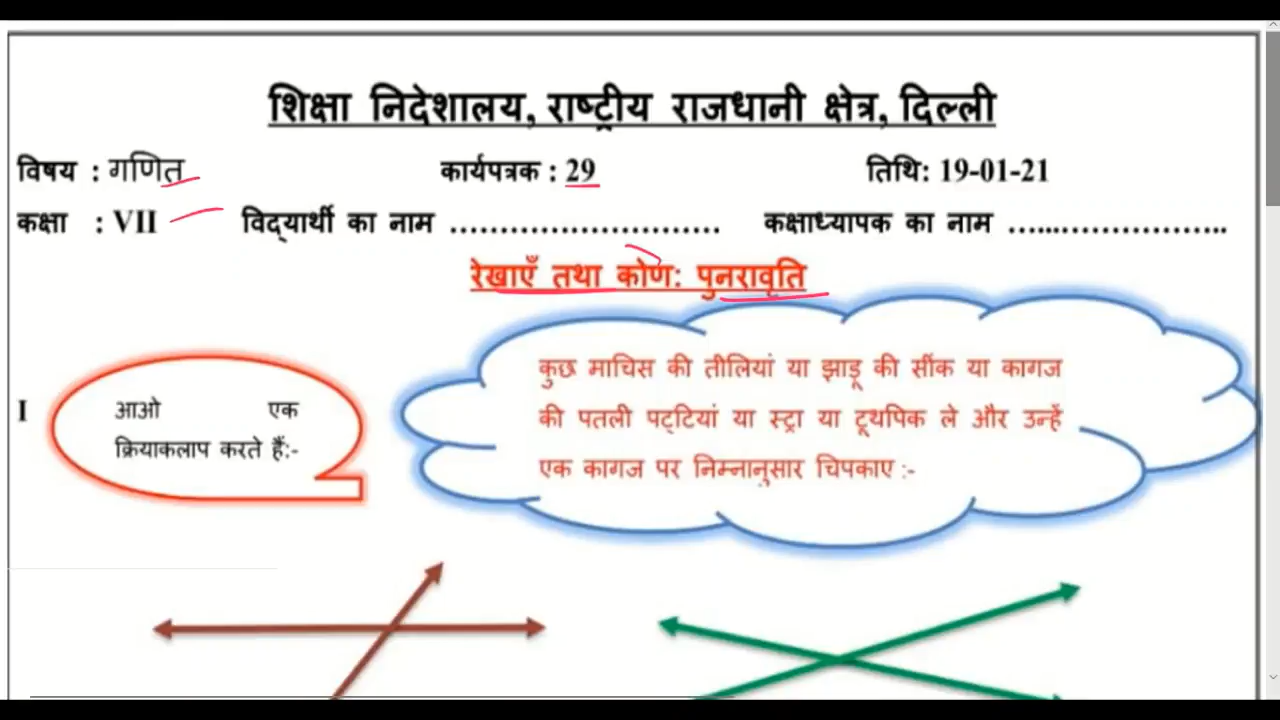 शिक्षा निदेशालय, राष्ट्रीय राजधानी क्षेत्र, दिल्ली
विषय : गणित कार्यपत्रक : 29 तिथि: 19-01-21
कक्षा : VII विद्यार्थी का नाम ............................ कक्षाध्यापक का नाम ......................
रेखाएँ तथा कोण: पुनरावृति
I
आओ एक
क्रियाकलाप करते हैं:-
कुछ माचिस की तीलियां या झाडू की सींक या कागज
की पतली पट्टियां या स्ट्रा या टूथपिक ले और उन्हें
एक कागज पर निम्नानुसार चिपकाए :-